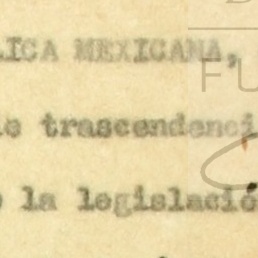 LICA MEXICANA,
e trascendenci
la legislació